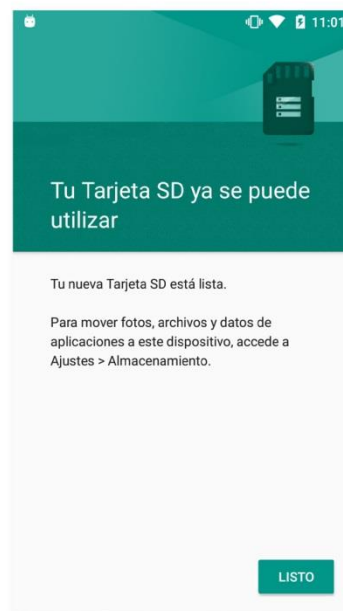 11:01
Tu Tarjeta SD ya se puede
utilizar
Tu nueva Tarjeta SD está lista.
Para mover fotos, archivos y datos de
aplicaciones a este dispositivo, accede a
Ajustes > Almacenamiento.
LISTO